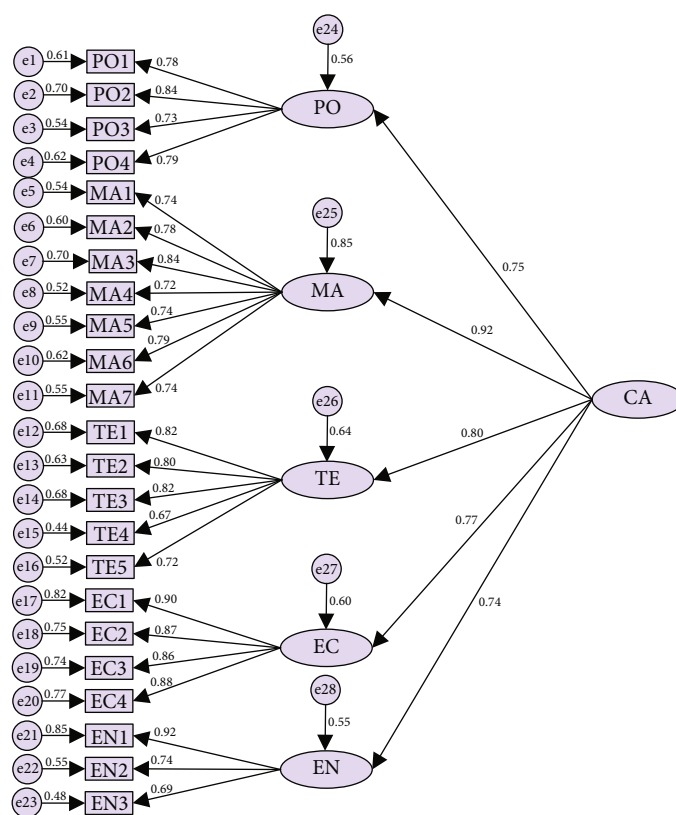 e24
e1 0.61 PO1 0.78 0.56
e2 0.70 PO2 0.84 PO
e3 0.54 PO3 0.73
e4 0.62 PO4 0.79
e5 0.54 MA1 0.74 e25
e6 0.60 MA2 0.78 0.85
e7 0.70 MA3 0.84 0.75
e8 0.52 MA4 0.72 MA
e9 0.55 MA5 0.74 0.92
e10 0.62 MA6 0.79
e11 0.55 MA7 0.74 e26 CA
e12 0.68 TE1 0.82 0.64 0.80
e13 0.63 TE2 0.80 TE
e14 0.68 TE3 0.82
e15 0.44 TE4 0.67 0.77
e16 0.52 TE5 0.72 e27
e17 0.82 EC1 0.90 0.60 0.74
e18 0.75 EC2 0.87 EC
e19 0.74 EC3 0.86
e20 0.77 EC4 0.88 e28
e21 0.85 EN1 0.92 0.55
e22 0.55 EN2 0.74 EN
e23 0.48 EN3 0.69